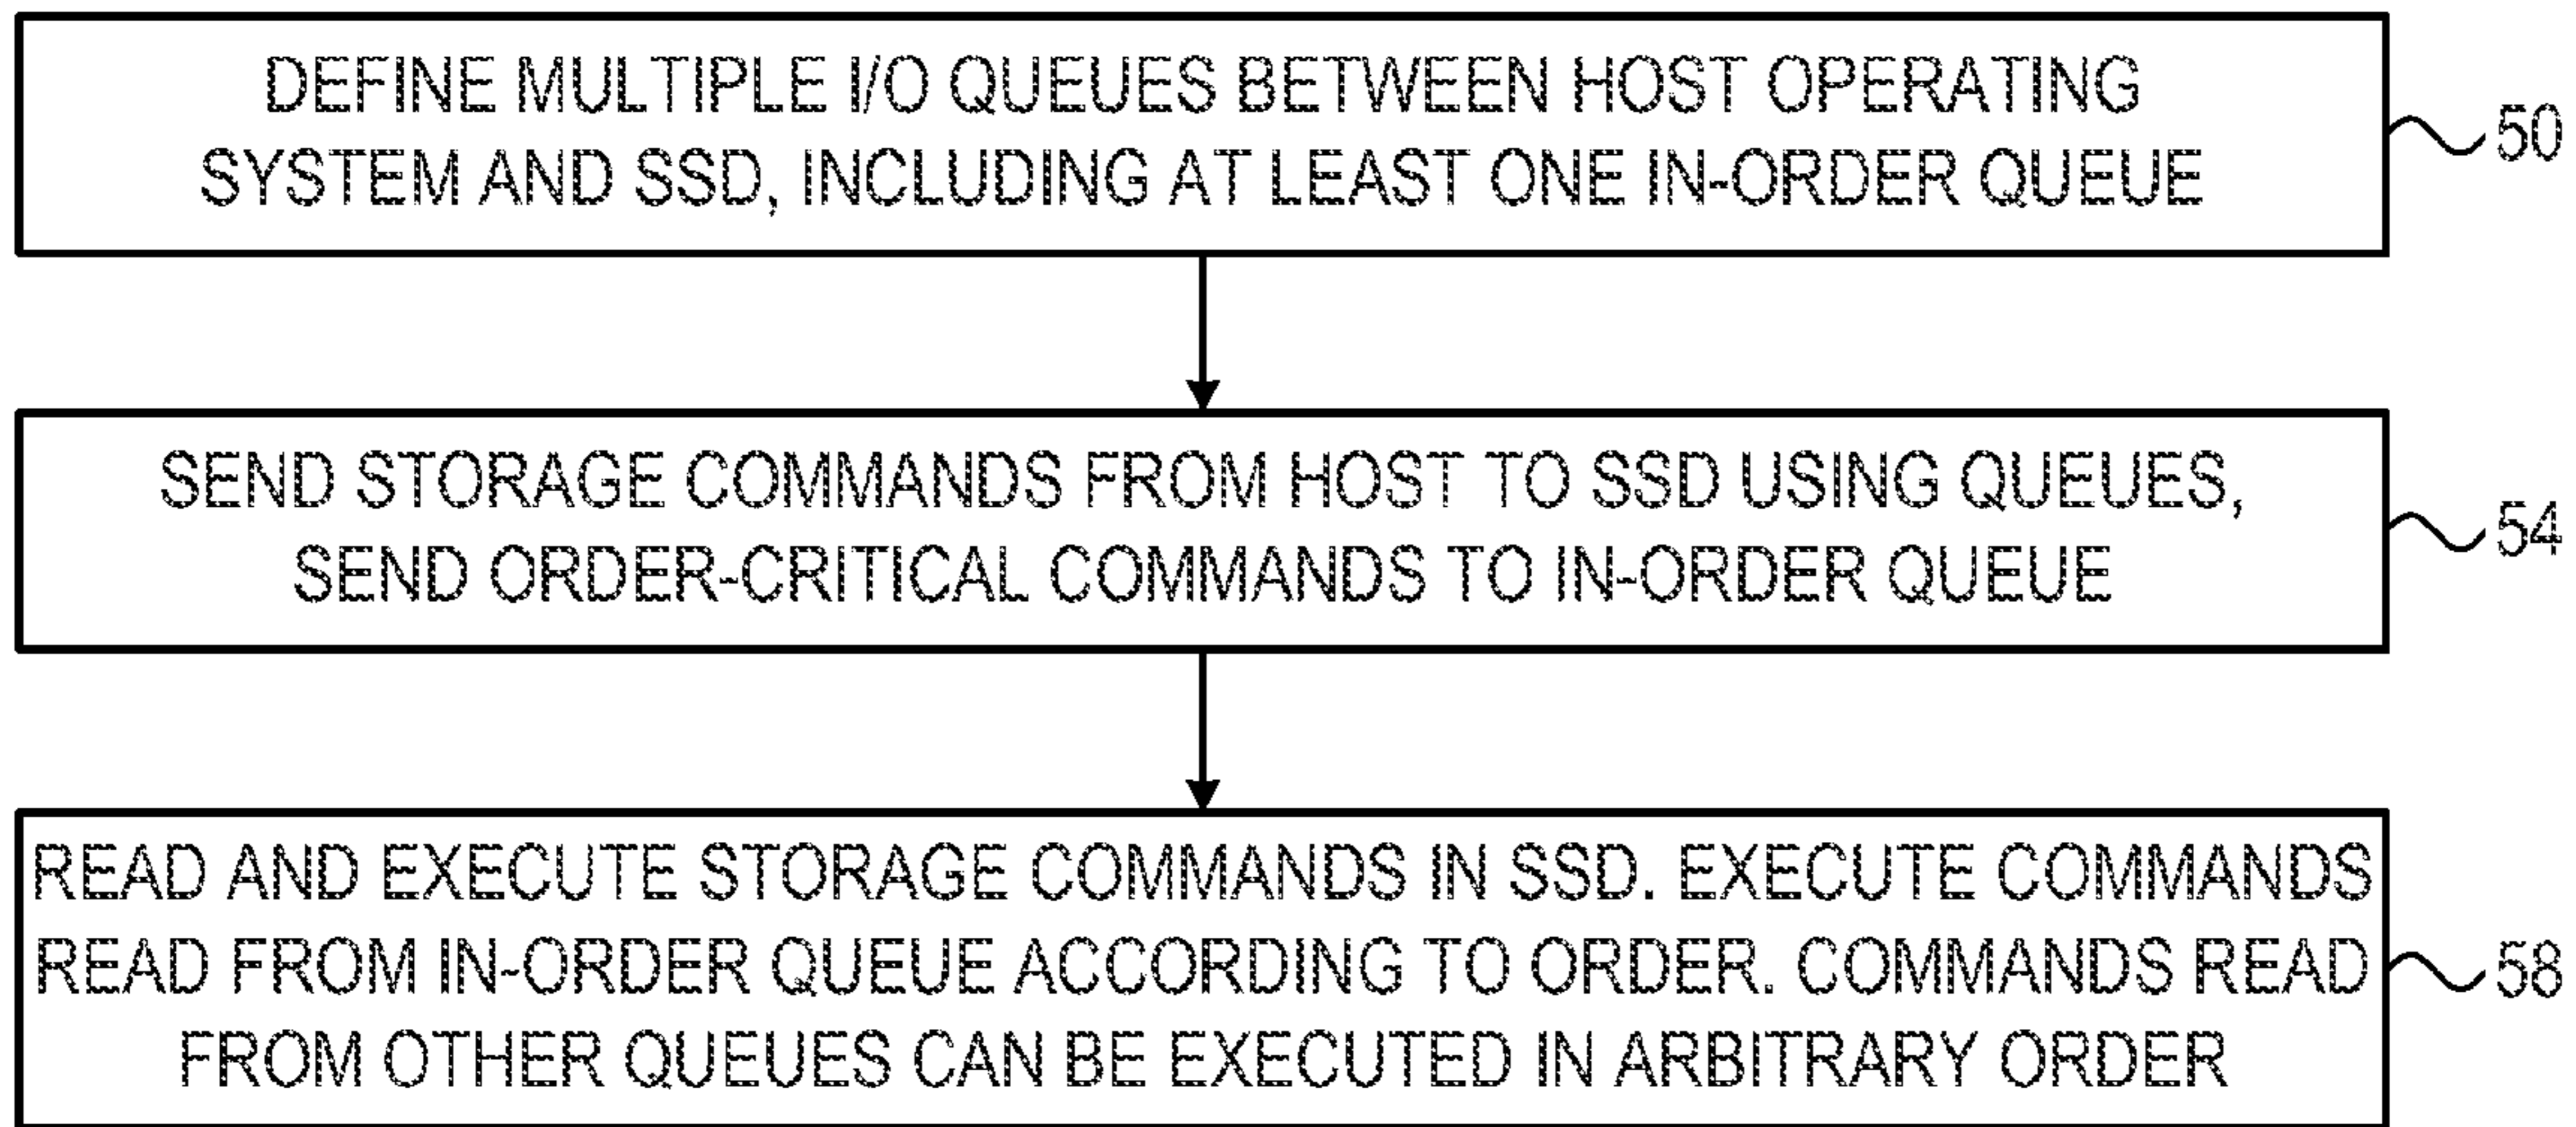 DEFINE MULTIPLE I/O QUEUES BETWEEN HOST OPERATING
SYSTEM AND SSD, INCLUDING AT LEAST ONE IN-ORDER QUEUE
50
SEND STORAGE COMMANDS FROM HOST TO SSD USING QUEUES,
SEND ORDER-CRITICAL COMMANDS TO IN-ORDER QUEUE
54
READ AND EXECUTE STORAGE COMMANDS IN SSD. EXECUTE COMMANDS
READ FROM IN-ORDER QUEUE ACCORDING TO ORDER. COMMANDS READ
FROM OTHER QUEUES CAN BE EXECUTED IN ARBITRARY ORDER
58